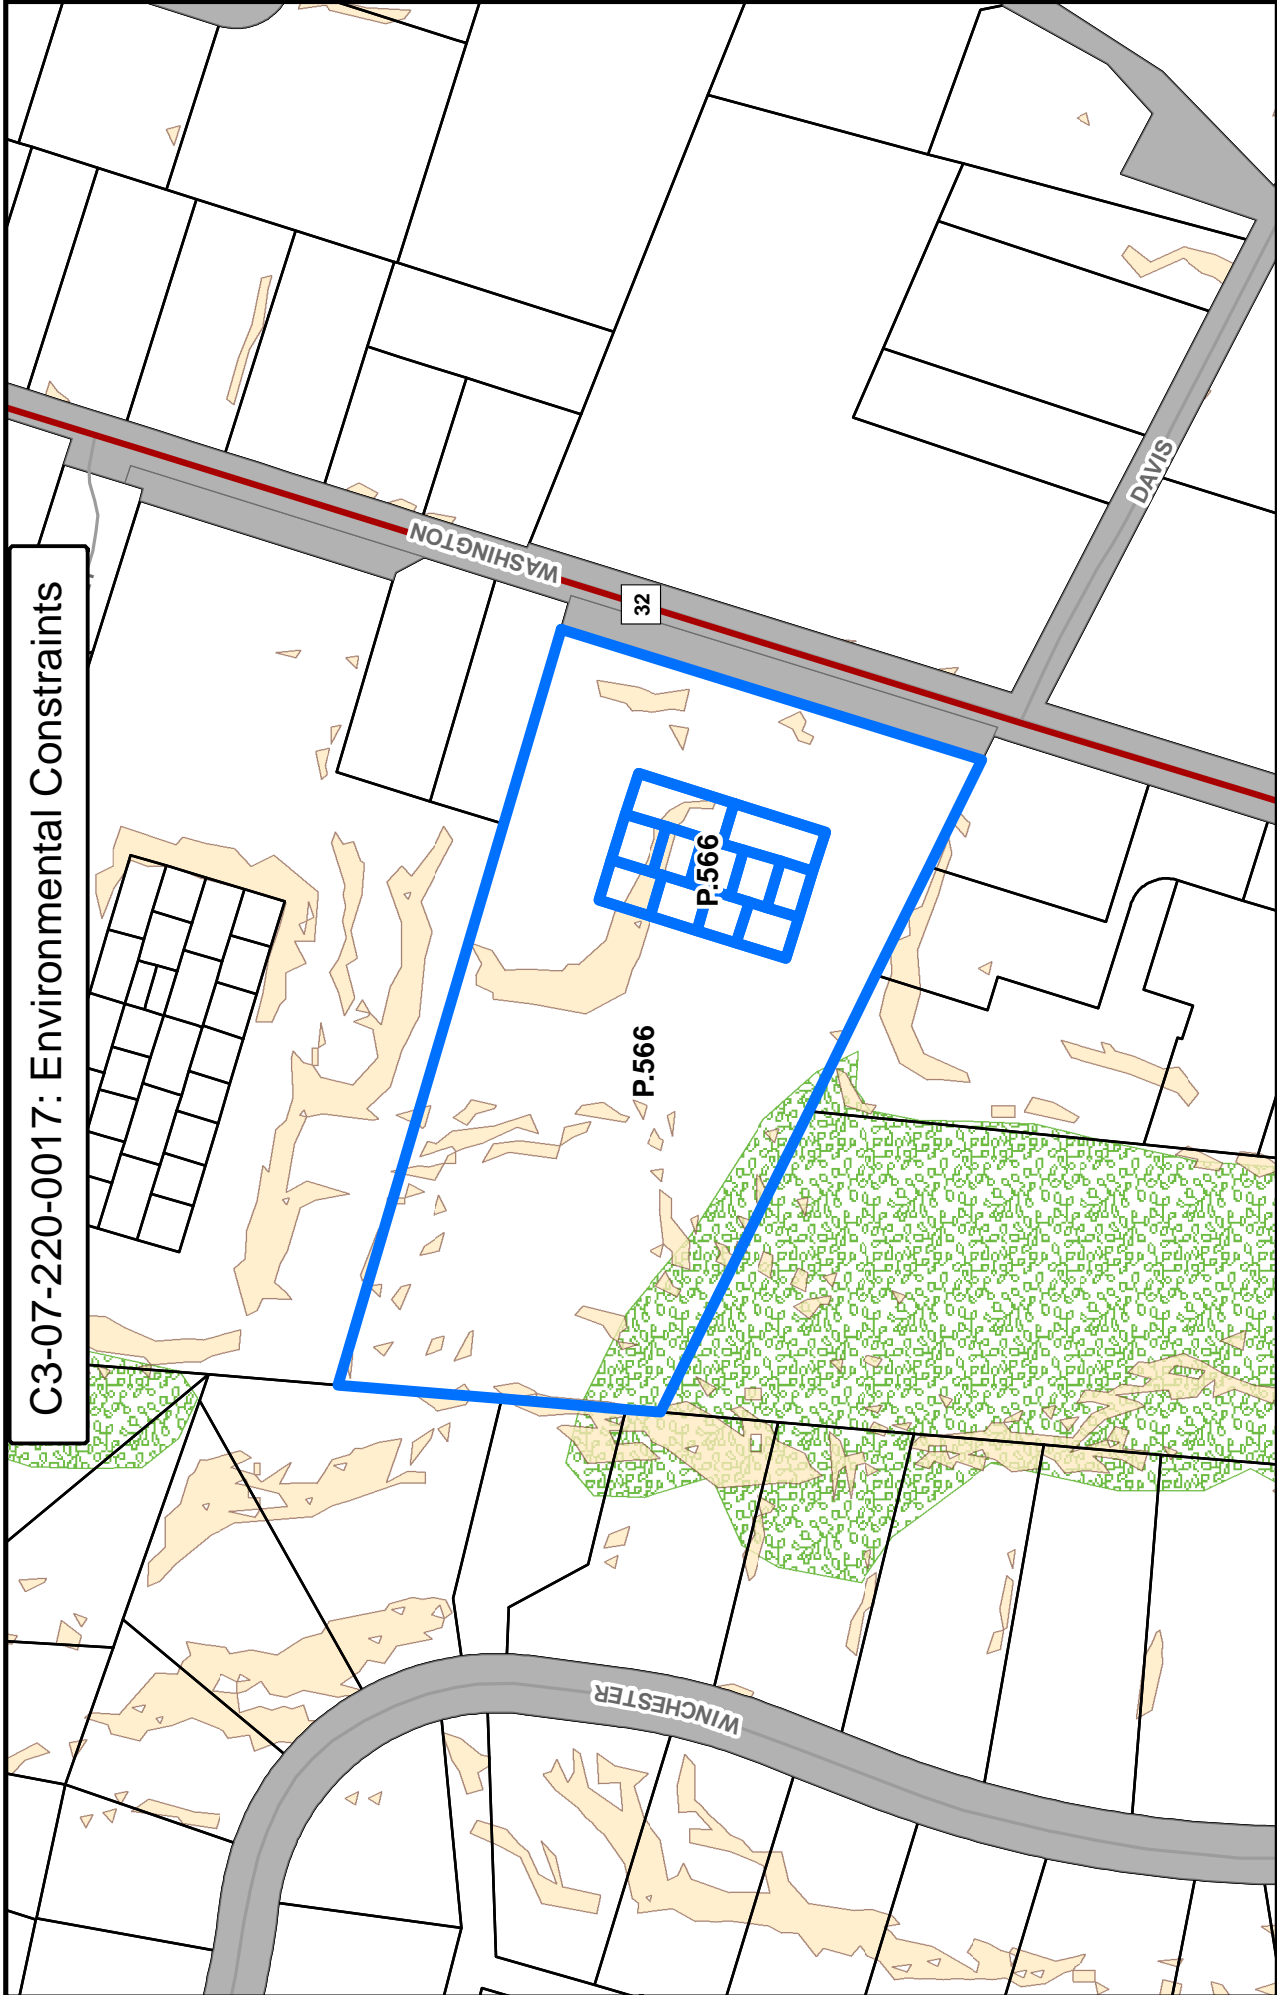 C3-07-220-0017: Environmental Constraints
WASHINGTON
32
DAVIS
P.566
P.566
WINCHESTER